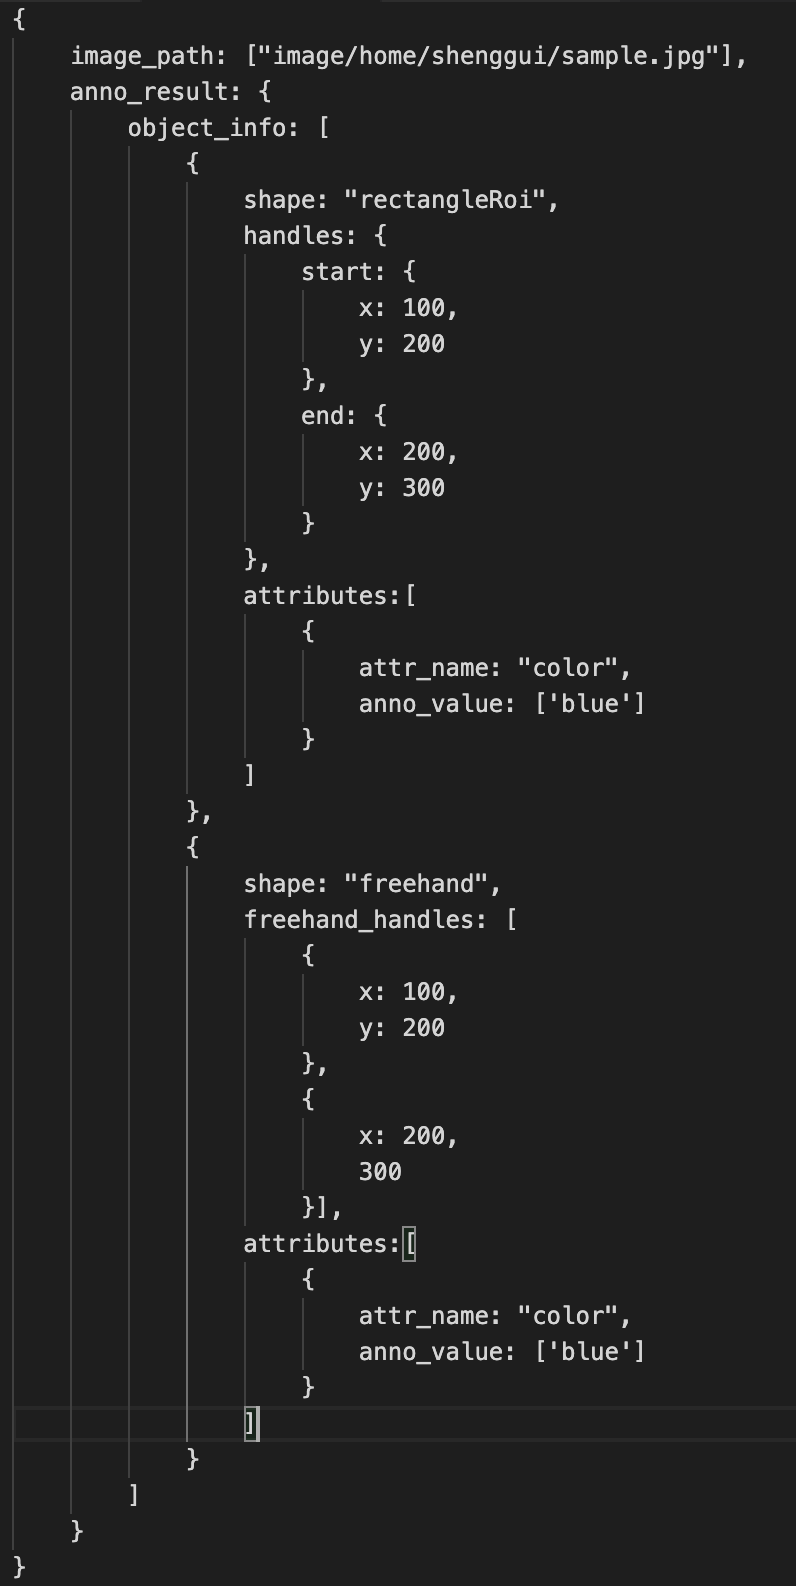 {
    image_path: ["image/home/shenggui/sample.jpg"],
    anno_result: {
        object_info: [
            {
                shape: "rectangleRoi",
                handles: {
                    start: {
                        x: 100,
                        y: 200
                    },
                    end: {
                        x: 200,
                        y: 300
                    }
                },
                attributes:[
                    {
                        attr_name: "color",
                        anno_value: ['blue']
                    }
                ]
            },
            {
                shape: "freehand",
                freehand_handles: [
                    {
                        x: 100,
                        y: 200
                    },
                    {
                        x: 200,
                        300
                    }],
                attributes:[
                    {
                        attr_name: "color",
                        anno_value: ['blue']
                    }
                ]
            }
        ]
    }
}